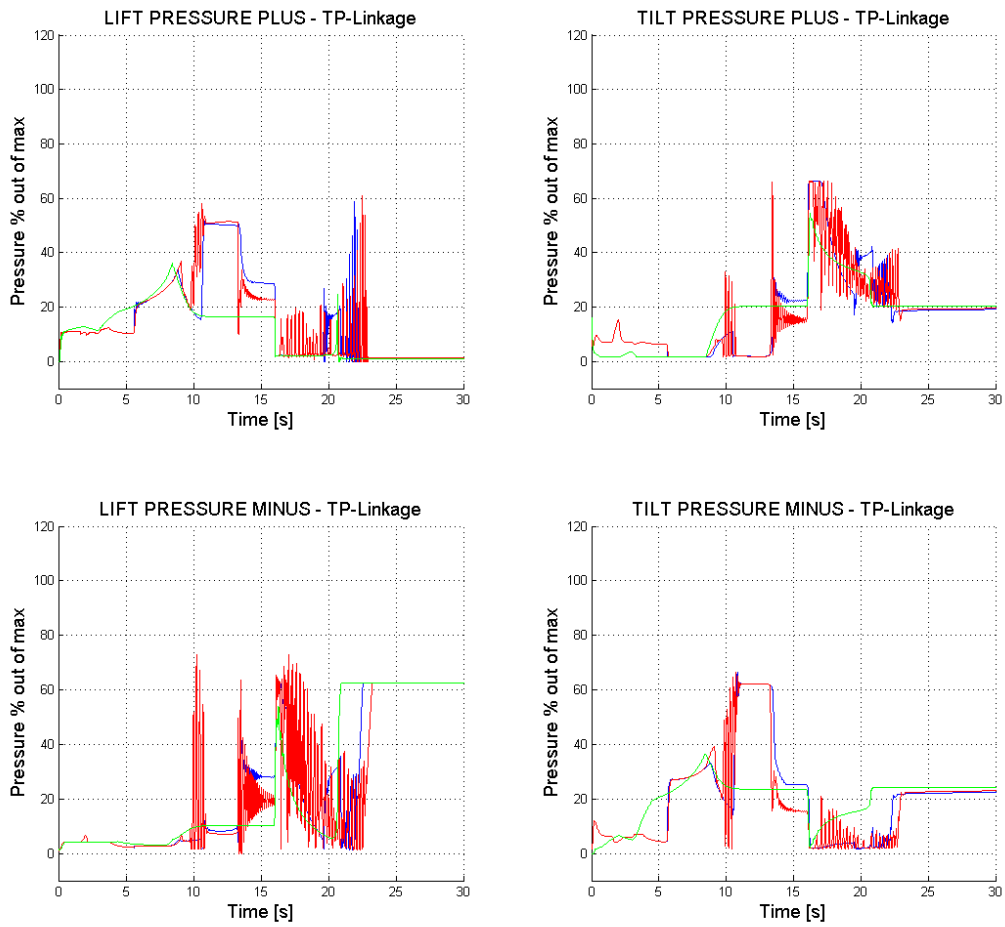 LIFT PRESSURE PLUS - TP-Linkage
Pressure % out of max
120
100
80
60
40
20
0
0 5 10 15 20 25 30
Time [s]
TILT PRESSURE PLUS - TP-Linkage
Pressure % out of max
120
100
80
60
40
20
0
0 5 10 15 20 25 30
Time [s]
LIFT PRESSURE MINUS - TP-Linkage
Pressure % out of max
120
100
80
60
40
20
0
0 5 10 15 20 25 30
Time [s]
TILT PRESSURE MINUS - TP-Linkage
Pressure % out of max
120
100
80
60
40
20
0
0 5 10 15 20 25 30
Time [s]